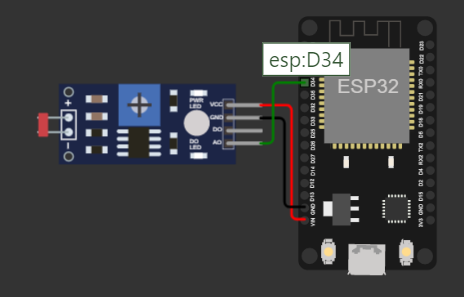 esp:D34
ESP32
+
PWR
LED
DO
LED
VCC
GND
DO
AO
D34
D35
D32
D33
D25
D26
D27
D14
D12
D13
GND
VIN
D23
D22
TX0
RX0
D21
D19
D18
D5
TX2
RX2
D4
D2
D15
GND
3V3